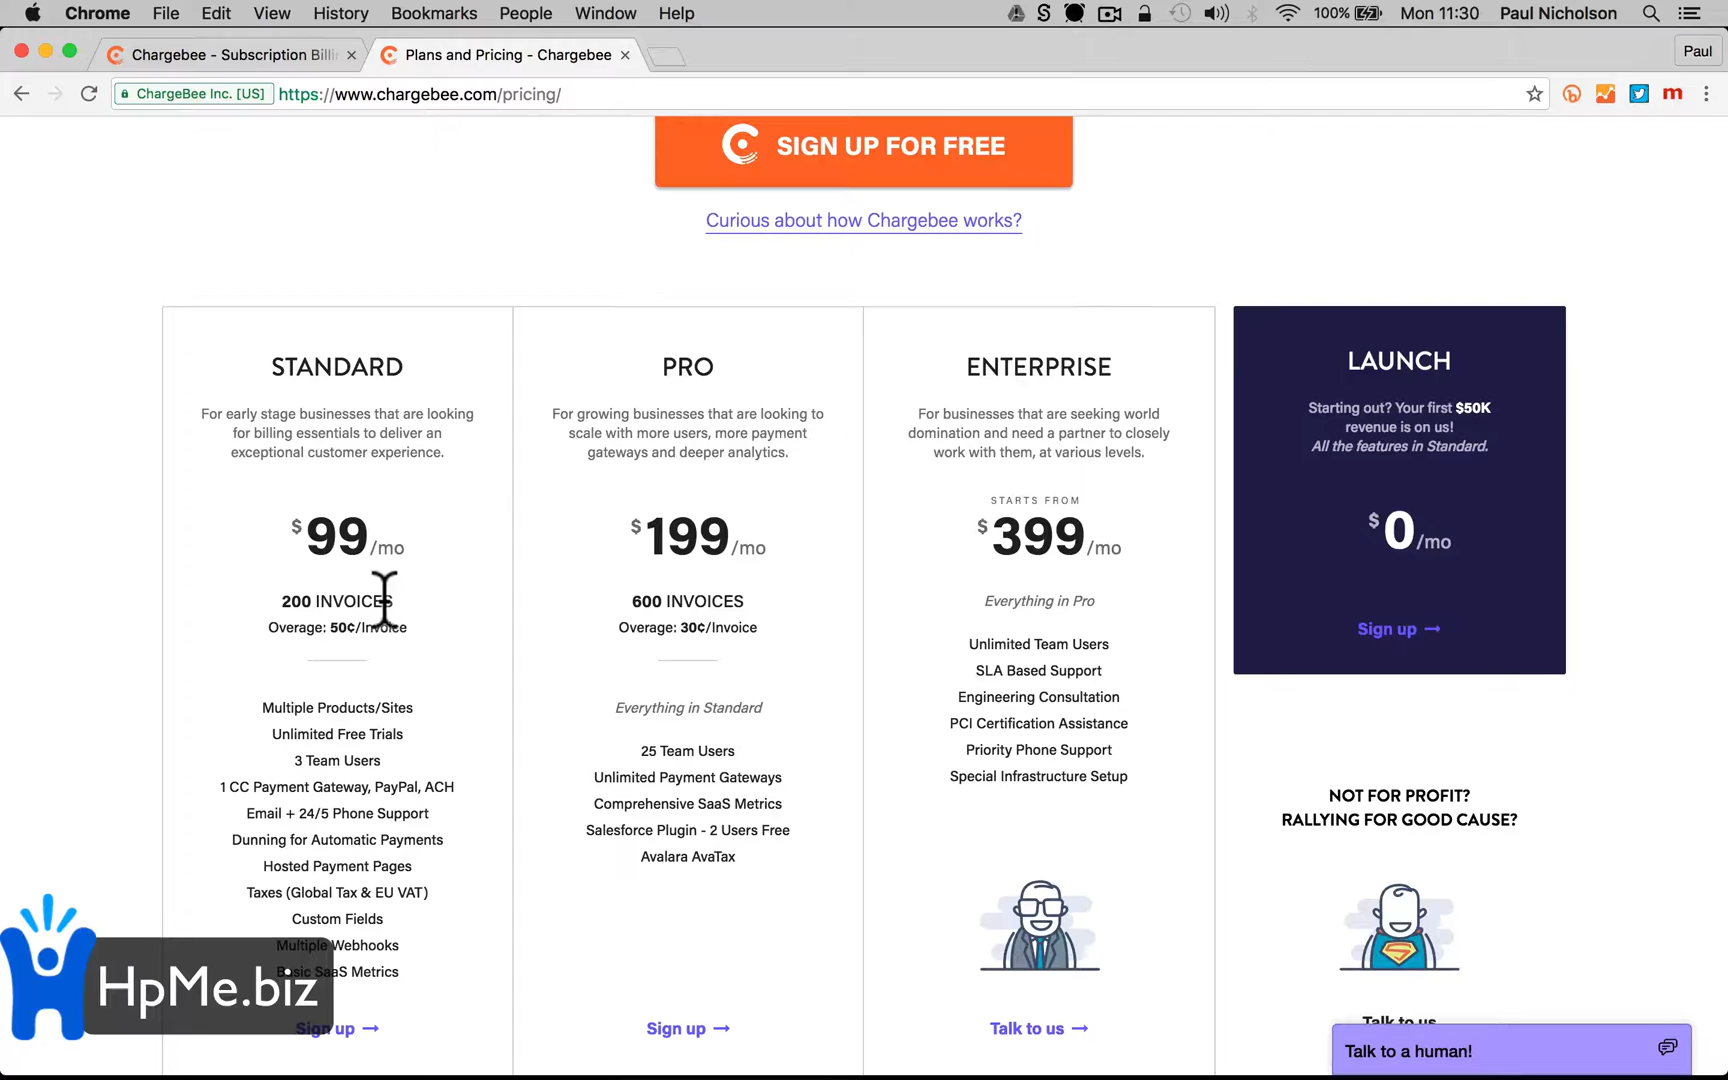 Chrome File Edit View History Bookmarks People Window Help 100% Mon 11:30 Paul Nicholson
Chargebee - Subscription Billi Plans and Pricing - Chargebee Paul
ChargeBee Inc. [US] https://www.chargebee.com/pricing/
SIGN UP FOR FREE
Curious about how Chargebee works?
STANDARD
For early stage businesses that are looking
for billing essentials to deliver an
exceptional customer experience.
$99/mo
200 INVOICES
Overage: 50¢/Invoice
Multiple Products/Sites
Unlimited Free Trials
3 Team Users
1 CC Payment Gateway, PayPal, ACH
Email + 24/5 Phone Support
Dunning for Automatic Payments
Hosted Payment Pages
Taxes (Global Tax & EU VAT)
Custom Fields
Multiple Webhooks
Basic SaaS Metrics
Sign up →
PRO
For growing businesses that are looking to
scale with more users, more payment
gateways and deeper analytics.
$199/mo
600 INVOICES
Overage: 30¢/Invoice
Everything in Standard
25 Team Users
Unlimited Payment Gateways
Comprehensive SaaS Metrics
Salesforce Plugin - 2 Users Free
Avalara AvaTax
Sign up →
ENTERPRISE
For businesses that are seeking world
domination and need a partner to closely
work with them, at various levels.
STARTS FROM
$399/mo
Everything in Pro
Unlimited Team Users
SLA Based Support
Engineering Consultation
PCI Certification Assistance
Priority Phone Support
Special Infrastructure Setup
Talk to us →
LAUNCH
Starting out? Your first $50K
revenue is on us!
All the features in Standard.
$0/mo
Sign up →
NOT FOR PROFIT?
RALLYING FOR GOOD CAUSE?
Talk to us
Talk to a human!
HpMe.biz